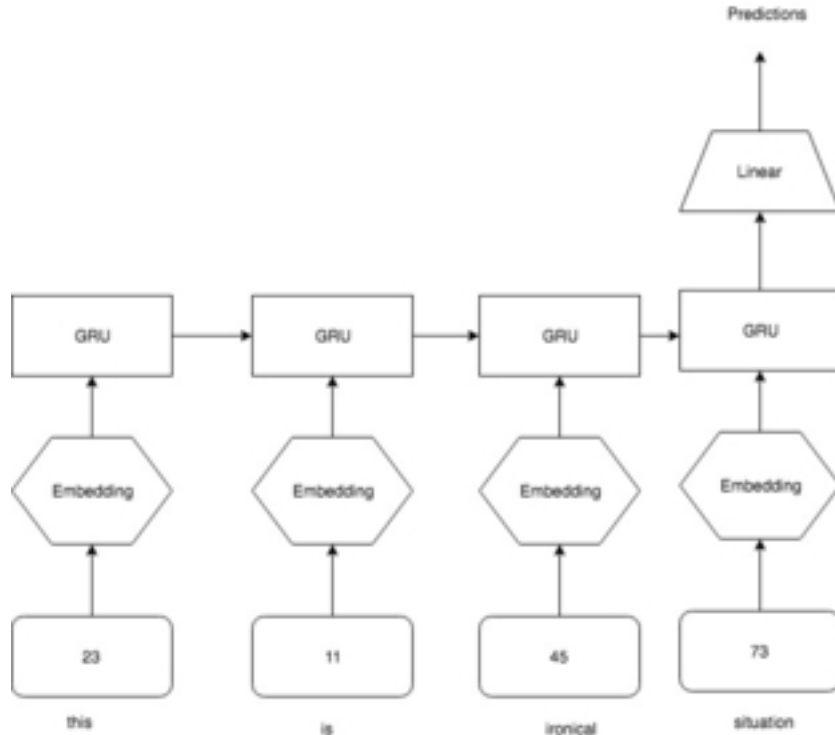 Predictions
Linear
GRU GRU GRU GRU
Embedding Embedding Embedding Embedding
23 11 45 73
this is ironical situation